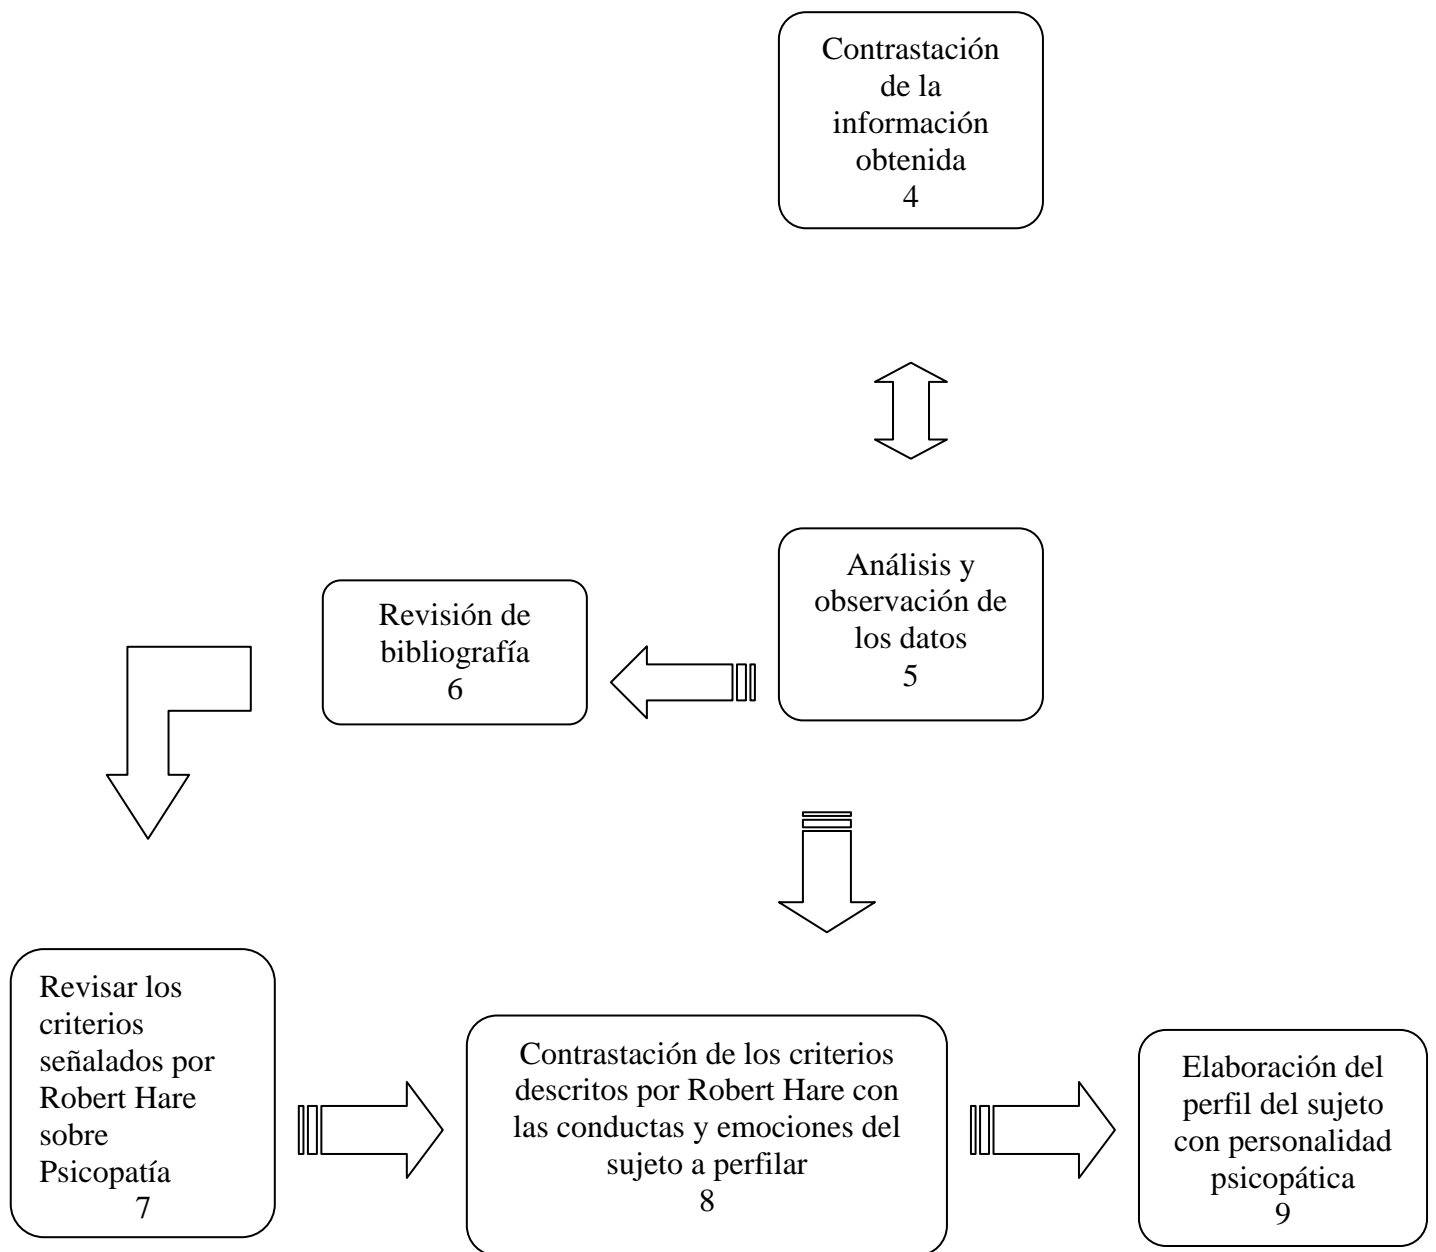 Contrastación
de la
información
obtenida
4
Análisis y
observación de
los datos
5
Revisión de
bibliografía
6
Revisar los
criterios
señalados por
Robert Hare
sobre
Psicopatía
7
Contrastación de los criterios
descritos por Robert Hare con
las conductas y emociones del
sujeto a perfilar
8
Elaboración del
perfil del sujeto
con personalidad
psicopática
9